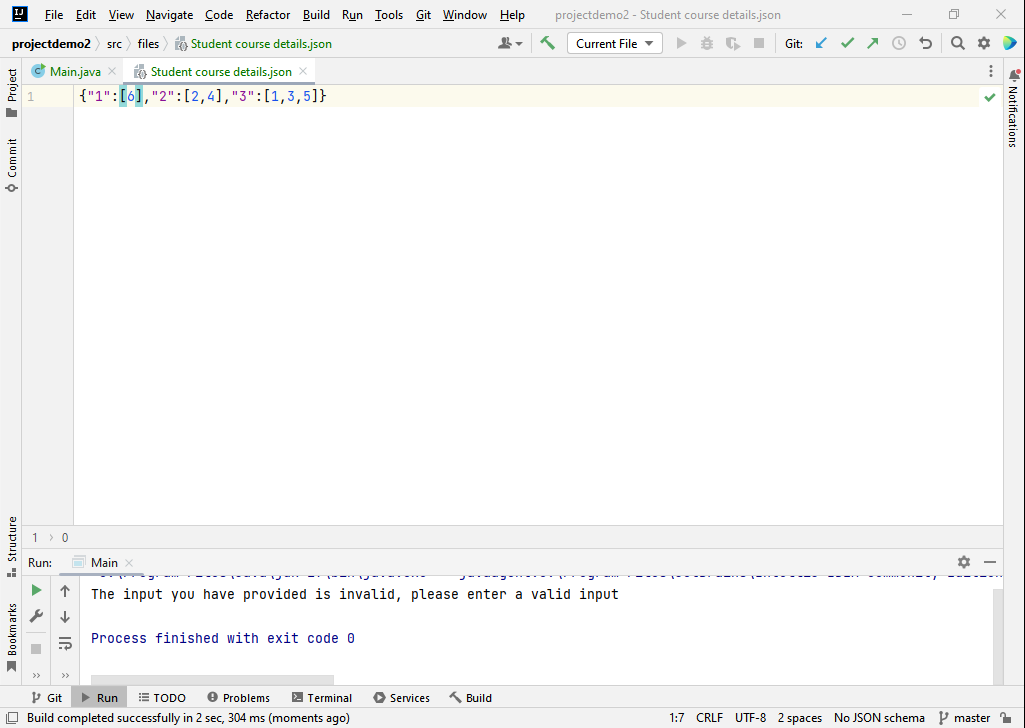 File Edit View Navigate Code Refactor Build Run Tools Git Window Help projectdemo2 - Student course details.json
projectdemo2 src files Student course details.json Current File Git:
Main.java Student course details.json
1 {"1":[6],"2":[2,4],"3":[1,3,5]}
Project
Commit
Structure
Bookmarks
Notifications
1 > 0
Run: Main
The input you have provided is invalid, please enter a valid input
Process finished with exit code 0
Git Run TODO Problems Terminal Services Build
Build completed successfully in 2 sec, 304 ms (moments ago) 1:7 CRLF UTF-8 2 spaces No JSON schema master